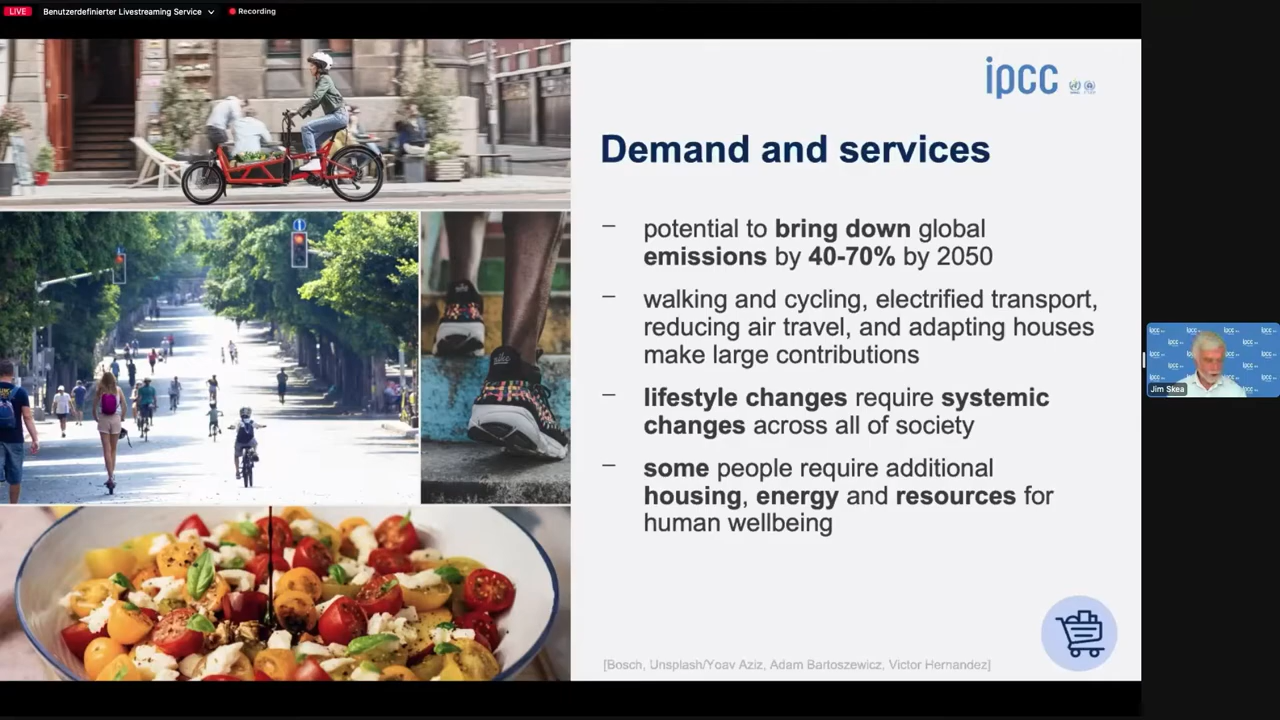 LIVE
Benutzerdefinierter Livestreaming Service
Recording
ipcc
Demand and services
– potential to bring down global
emissions by 40-70% by 2050
– walking and cycling, electrified transport,
reducing air travel, and adapting houses
make large contributions
– lifestyle changes require systemic
changes across all of society
– some people require additional
housing, energy and resources for
human wellbeing
[Bosch, Unsplash/Yoav Aziz, Adam Bartoszewicz, Victor Hernandez]
Jim Skea